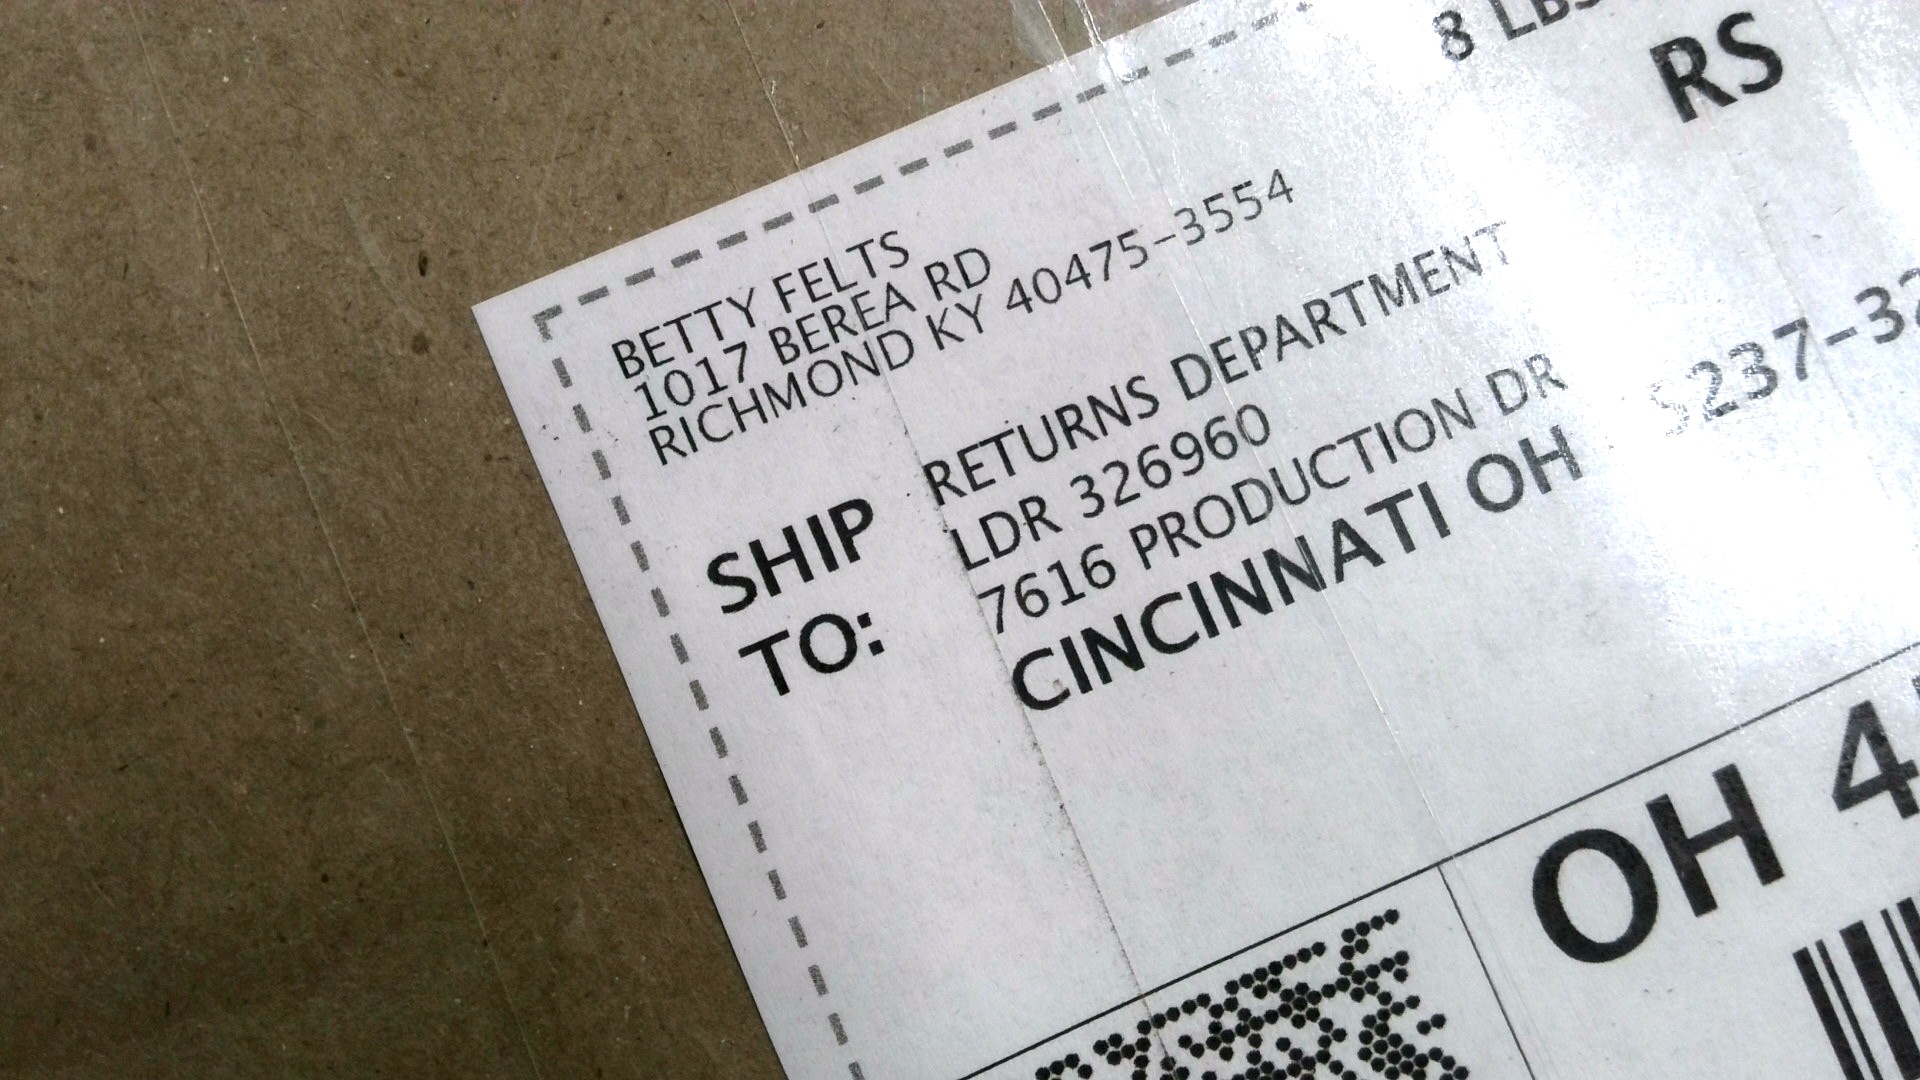 8 LBS
RS
BETTY FELTS
1017 BEREA RD
RICHMOND KY 40475-3554
SHIP TO:
RETURNS DEPARTMENT
LDR 326960
7616 PRODUCTION DR
CINCINNATI OH
OH